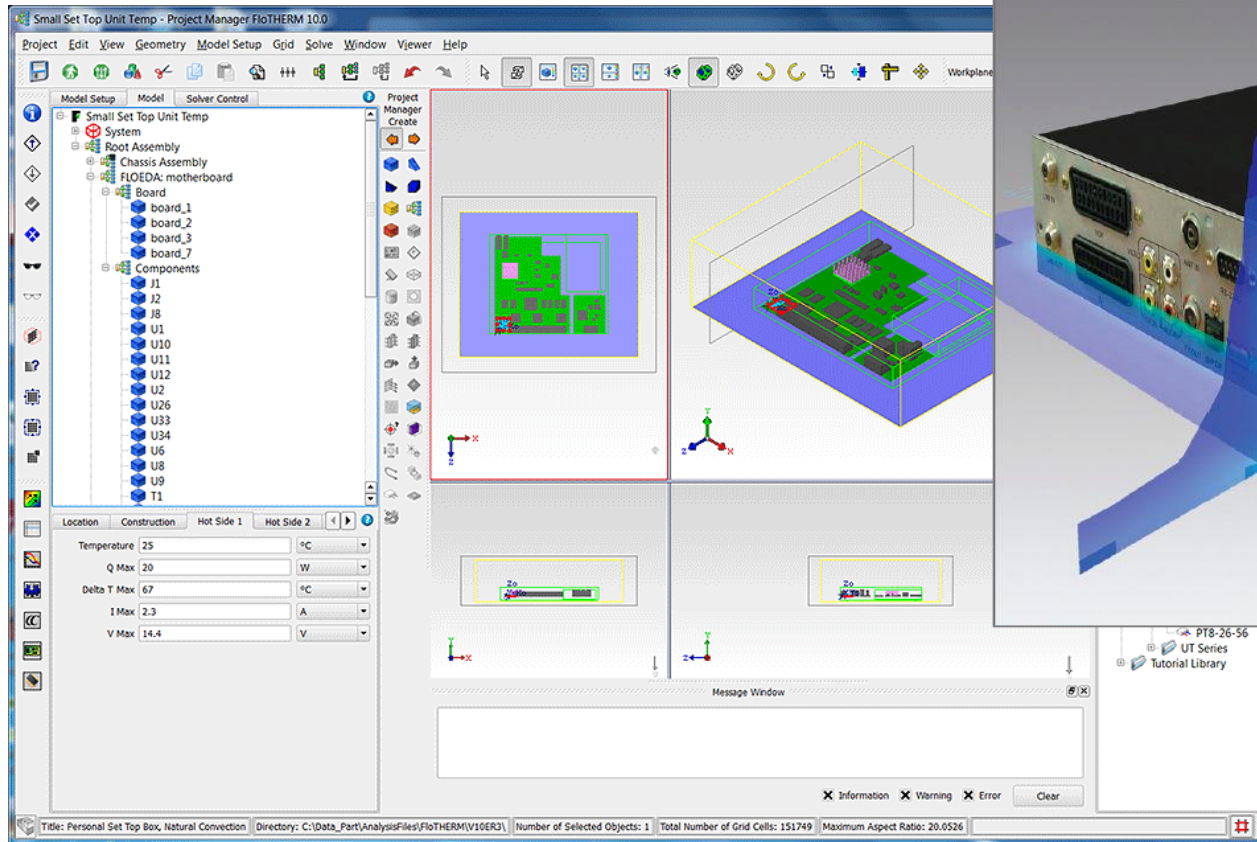 Small Set Top Unit Temp - Project Manager FloTHERM 10.0
Project Edit View Geometry Model Setup Grid Solve Window Viewer Help
Workplane
Model Setup Model Solver Control
Project
Manager
Create
Small Set Top Unit Temp
System
Root Assembly
Chassis Assembly
FLOEDA: motherboard
Board
board_1
board_2
board_3
board_7
Components
J1
J2
J8
U1
U10
U11
U12
U2
U26
U33
U34
U6
U8
U9
T1
Location Construction Hot Side 1 Hot Side 2
Temperature 25 °C
Q Max 20 W
Delta T Max 67 °C
I Max 2.3 A
V Max 14.4 V
X
Z
Y
Z
X
Zo
Y
X
Zo
Y
Z
VCR
PT8-26-56
UT Series
Tutorial Library
Message Window
Information Warning Error Clear
Title: Personal Set Top Box, Natural Convection Directory: C:\Data_Part\AnalysisFiles\FloTHERM\V10ER3\ Number of Selected Objects: 1 Total Number of Grid Cells: 151749 Maximum Aspect Ratio: 20.0526